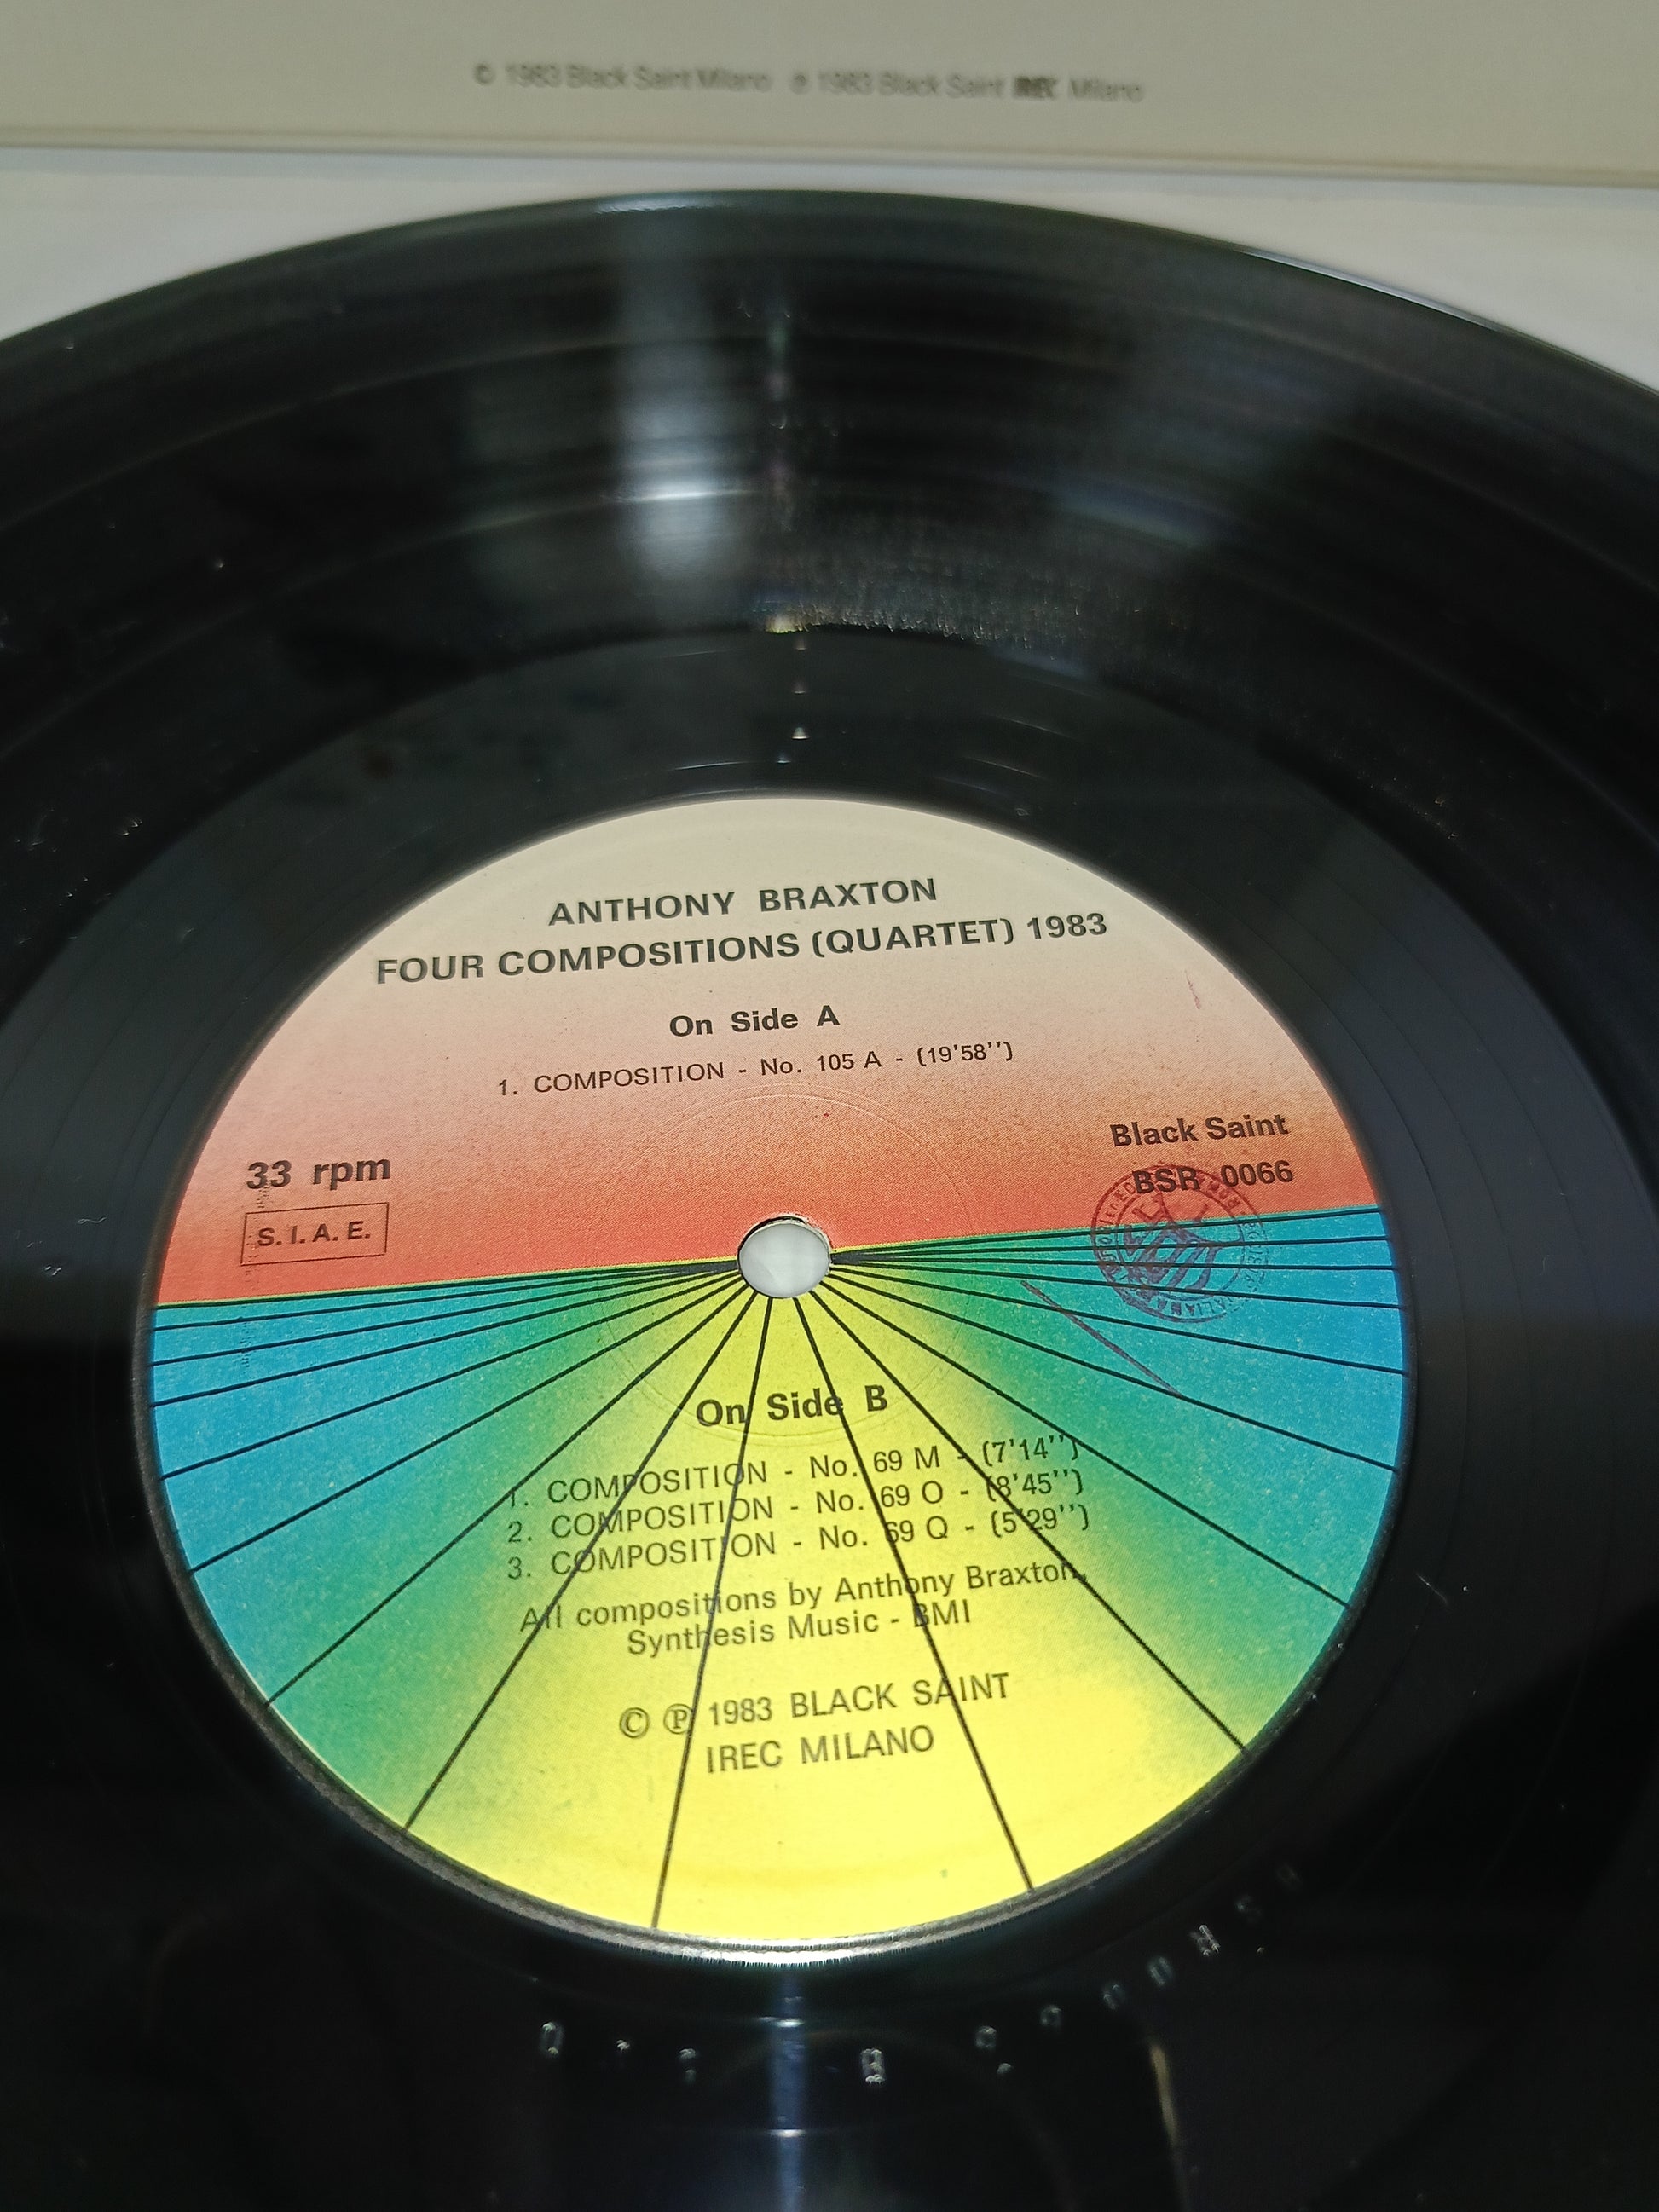 © 1983 Black Saint Milano ℗ 1983 Black Saint IREC Milano
ANTHONY BRAXTON
FOUR COMPOSITIONS (QUARTET) 1983
On Side A
1. COMPOSITION - No. 105 A - (19'58'')
33 rpm
S.I.A.E.
Black Saint
BSR 0066
On Side B
1. COMPOSITION - No. 69 M - (7'14'')
2. COMPOSITION - No. 69 O - (8'45'')
3. COMPOSITION - No. 69 Q - (5'29'')
All compositions by Anthony Braxton,
Synthesis Music - BMI
© ℗ 1983 BLACK SAINT
IREC MILANO